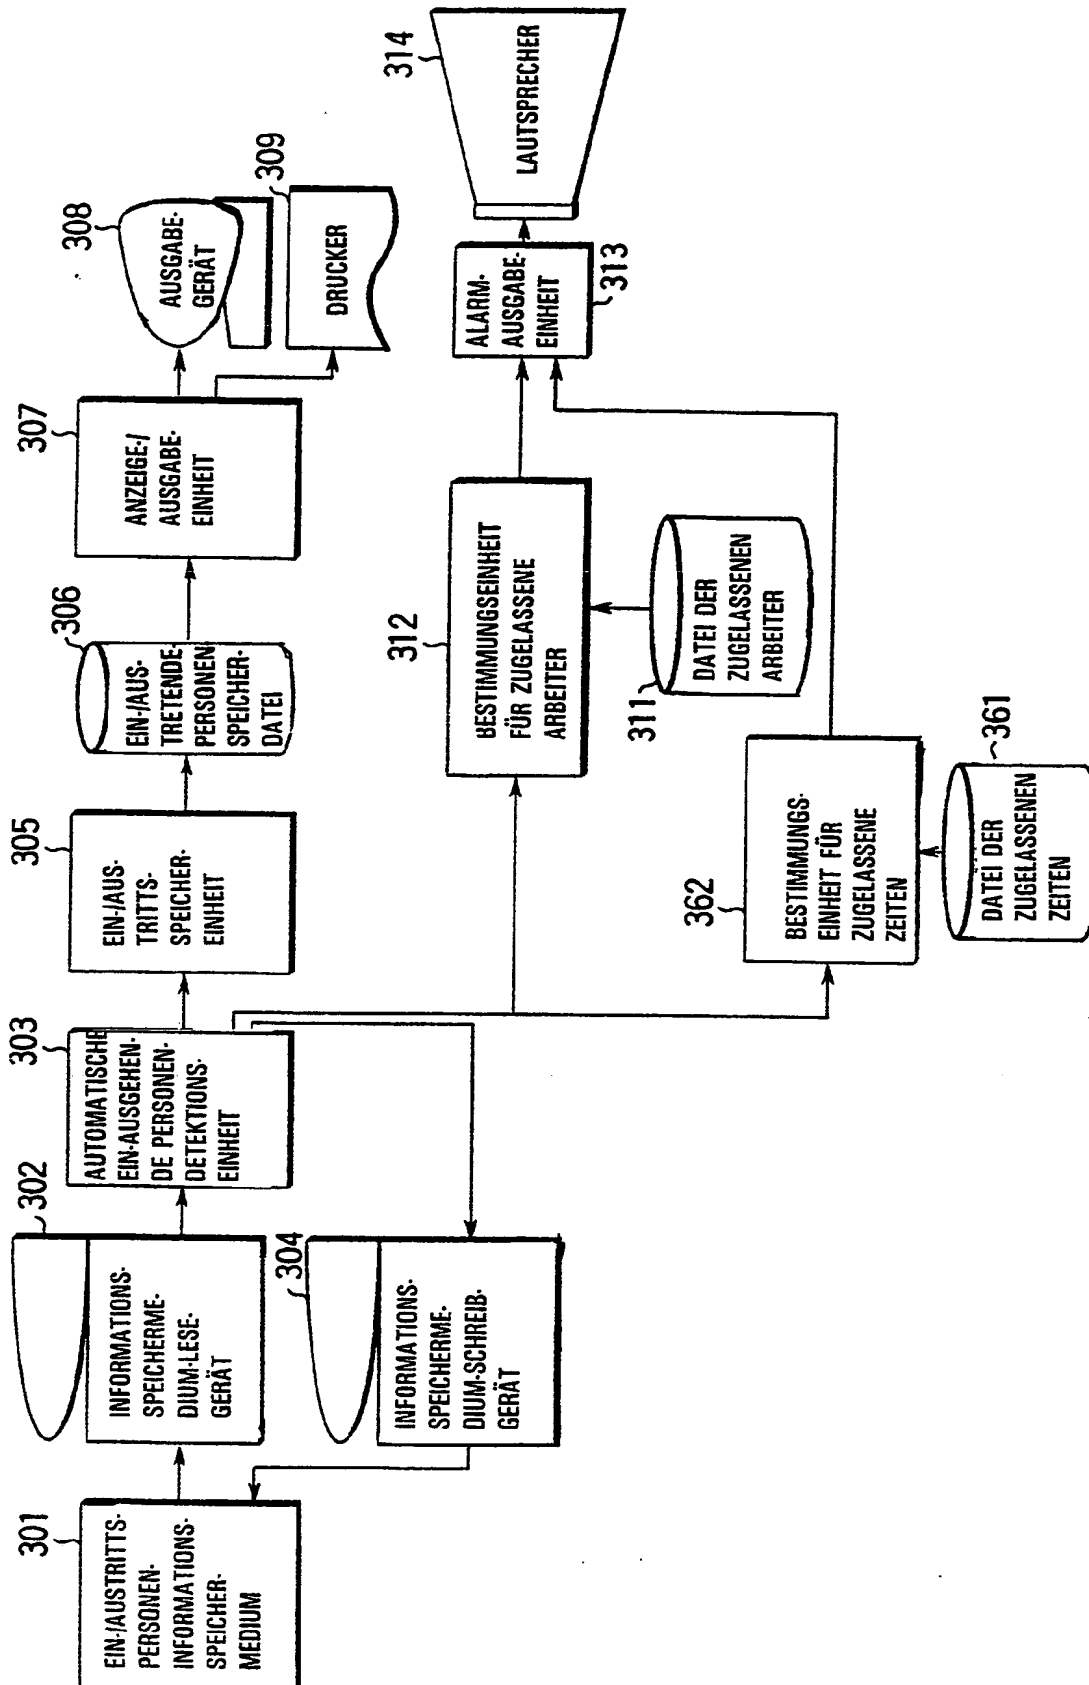 301
EIN-/AUSTRITTS-
PERSONEN-
INFORMATIONS-
SPEICHER-
MEDIUM
302
INFORMATIONS-
SPEICHERME-
DIUM-LESE-
GERÄT
304
INFORMATIONS-
SPEICHERME-
DIUM-SCHREIB-
GERÄT
303
AUTOMATISCHE
EIN-AUSGEHEN-
DE PERSONEN-
DETEKTIONS-
EINHEIT
305
EIN-/AUS-
TRITTS-
SPEICHER-
EINHEIT
306
EIN-/AUS-
TRETENDE-
PERSONEN
SPEICHER-
DATEI
307
ANZEIGE-/
AUSGABE-
EINHEIT
308
AUSGABE-
GERÄT
309
DRUCKER
312
BESTIMMUNGSEINHEIT
FÜR ZUGELASSENE
ARBEITER
311
DATEI DER
ZUGELASSENEN
ARBEITER
362
BESTIMMUNGS-
EINHEIT FÜR
ZUGELASSENE
ZEITEN
361
DATEI DER
ZUGELASSENEN
ZEITEN
ALARM-
AUSGABE-
EINHEIT
313
314
LAUTSPRECHER